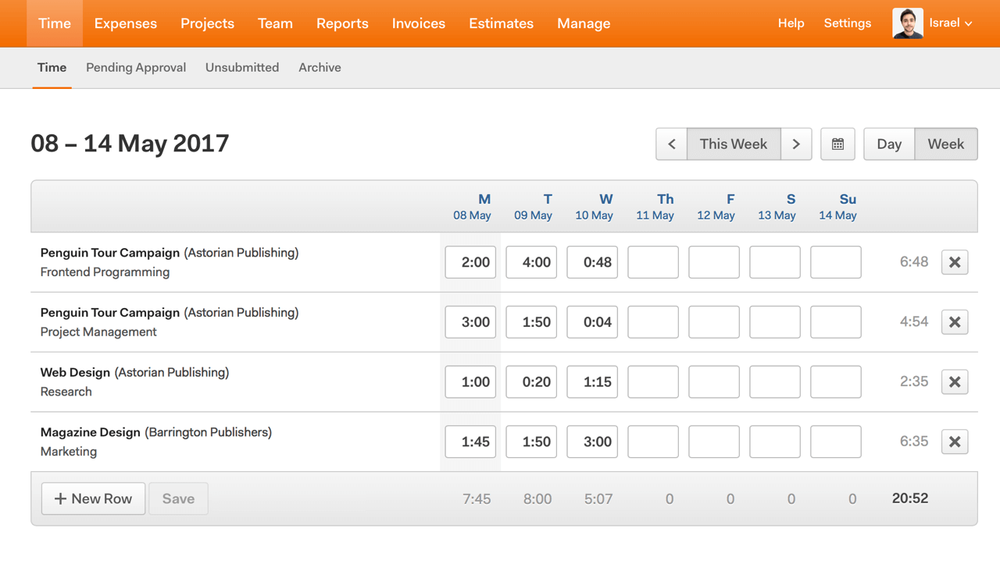 Time Expenses Projects Team Reports Invoices Estimates Manage Help Settings Israel
Time Pending Approval Unsubmitted Archive
08 – 14 May 2017 This Week Day Week
M T W Th F S Su
08 May 09 May 10 May 11 May 12 May 13 May 14 May
Penguin Tour Campaign (Astorian Publishing)
Frontend Programming
2:00 4:00 0:48 6:48
Penguin Tour Campaign (Astorian Publishing)
Project Management
3:00 1:50 0:04 4:54
Web Design (Astorian Publishing)
Research
1:00 0:20 1:15 2:35
Magazine Design (Barrington Publishers)
Marketing
1:45 1:50 3:00 6:35
+ New Row Save 7:45 8:00 5:07 0 0 0 0 20:52